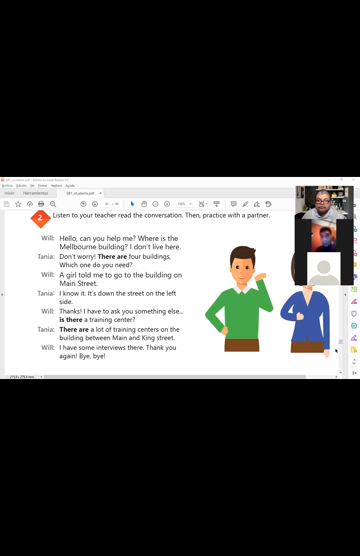 Inicio Herramientas SB1_students.pdf ×
2 Listen to your teacher read the conversation. Then, practice with a partner.
Will: Hello, can you help me? Where is the
Melbourne building? I don't live here.
Tania: Don't worry! There are four buildings,
Which one do you need?
Will: A girl told me to go to the building on
Main Street.
Tania: I know it. It's down the street on the left
side.
Will: Thanks! I have to ask you something else...
is there a training center?
Tania: There are a lot of training centers on the
building between Main and King street.
Will: I have some interviews there. Thank you
again! Bye, bye!